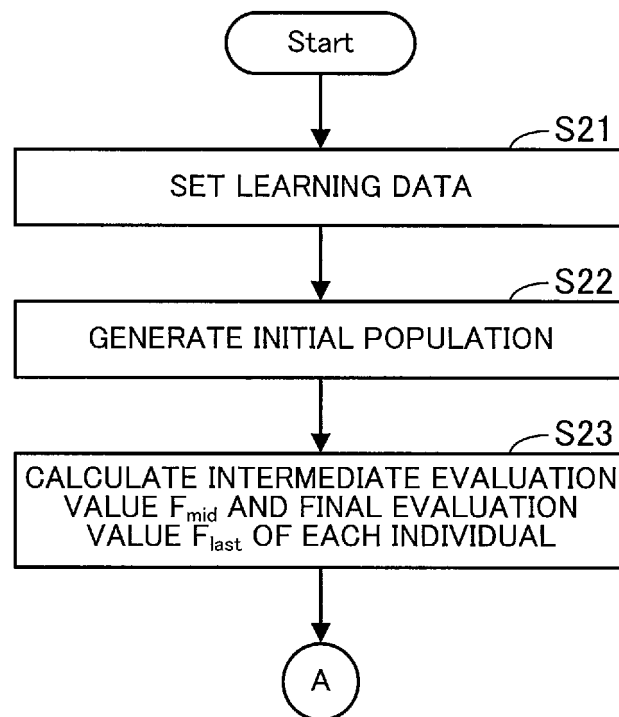 Start
S21
SET LEARNING DATA
S22
GENERATE INITIAL POPULATION
S23
CALCULATE INTERMEDIATE EVALUATION
VALUE Fmid AND FINAL EVALUATION
VALUE Flast OF EACH INDIVIDUAL
A